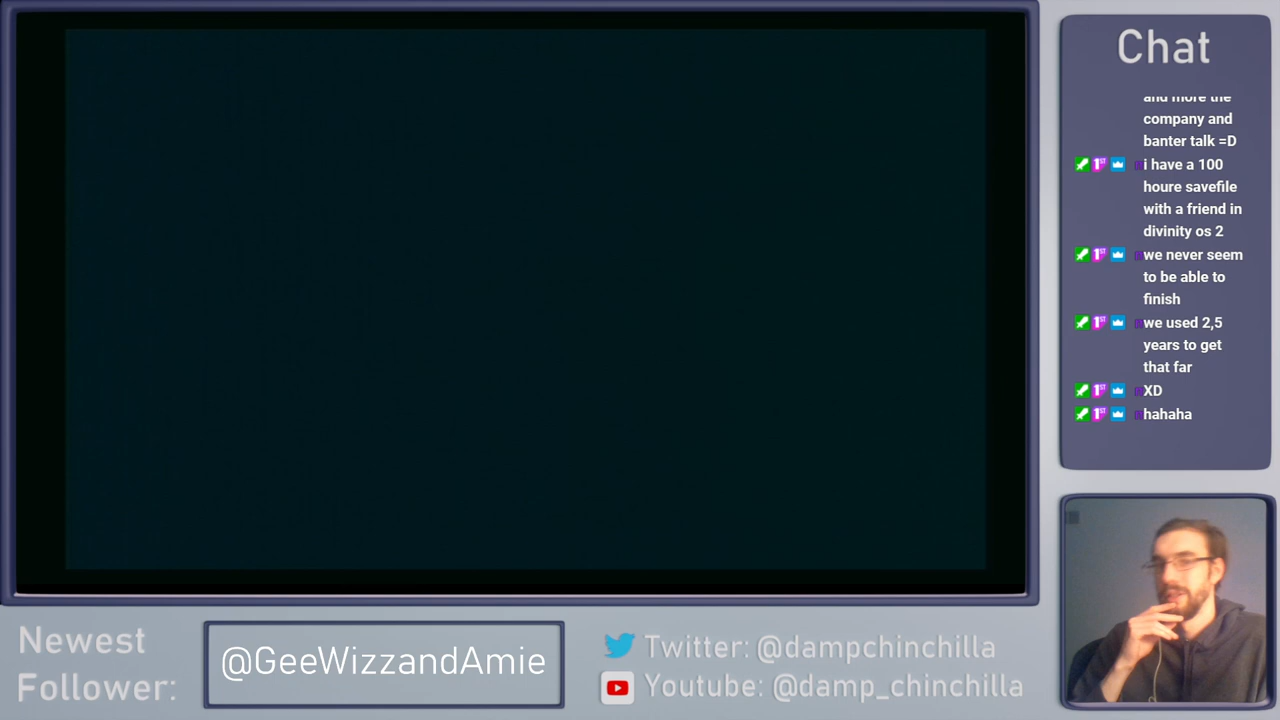 Chat
and more the
company and
banter talk =D
i have a 100
houre savefile
with a friend in
divinity os 2
we never seem
to be able to
finish
we used 2,5
years to get
that far
XD
hahaha
Newest
Follower:
@GeeWizzandAmie
Twitter: @dampchinchilla
Youtube: @damp_chinchilla